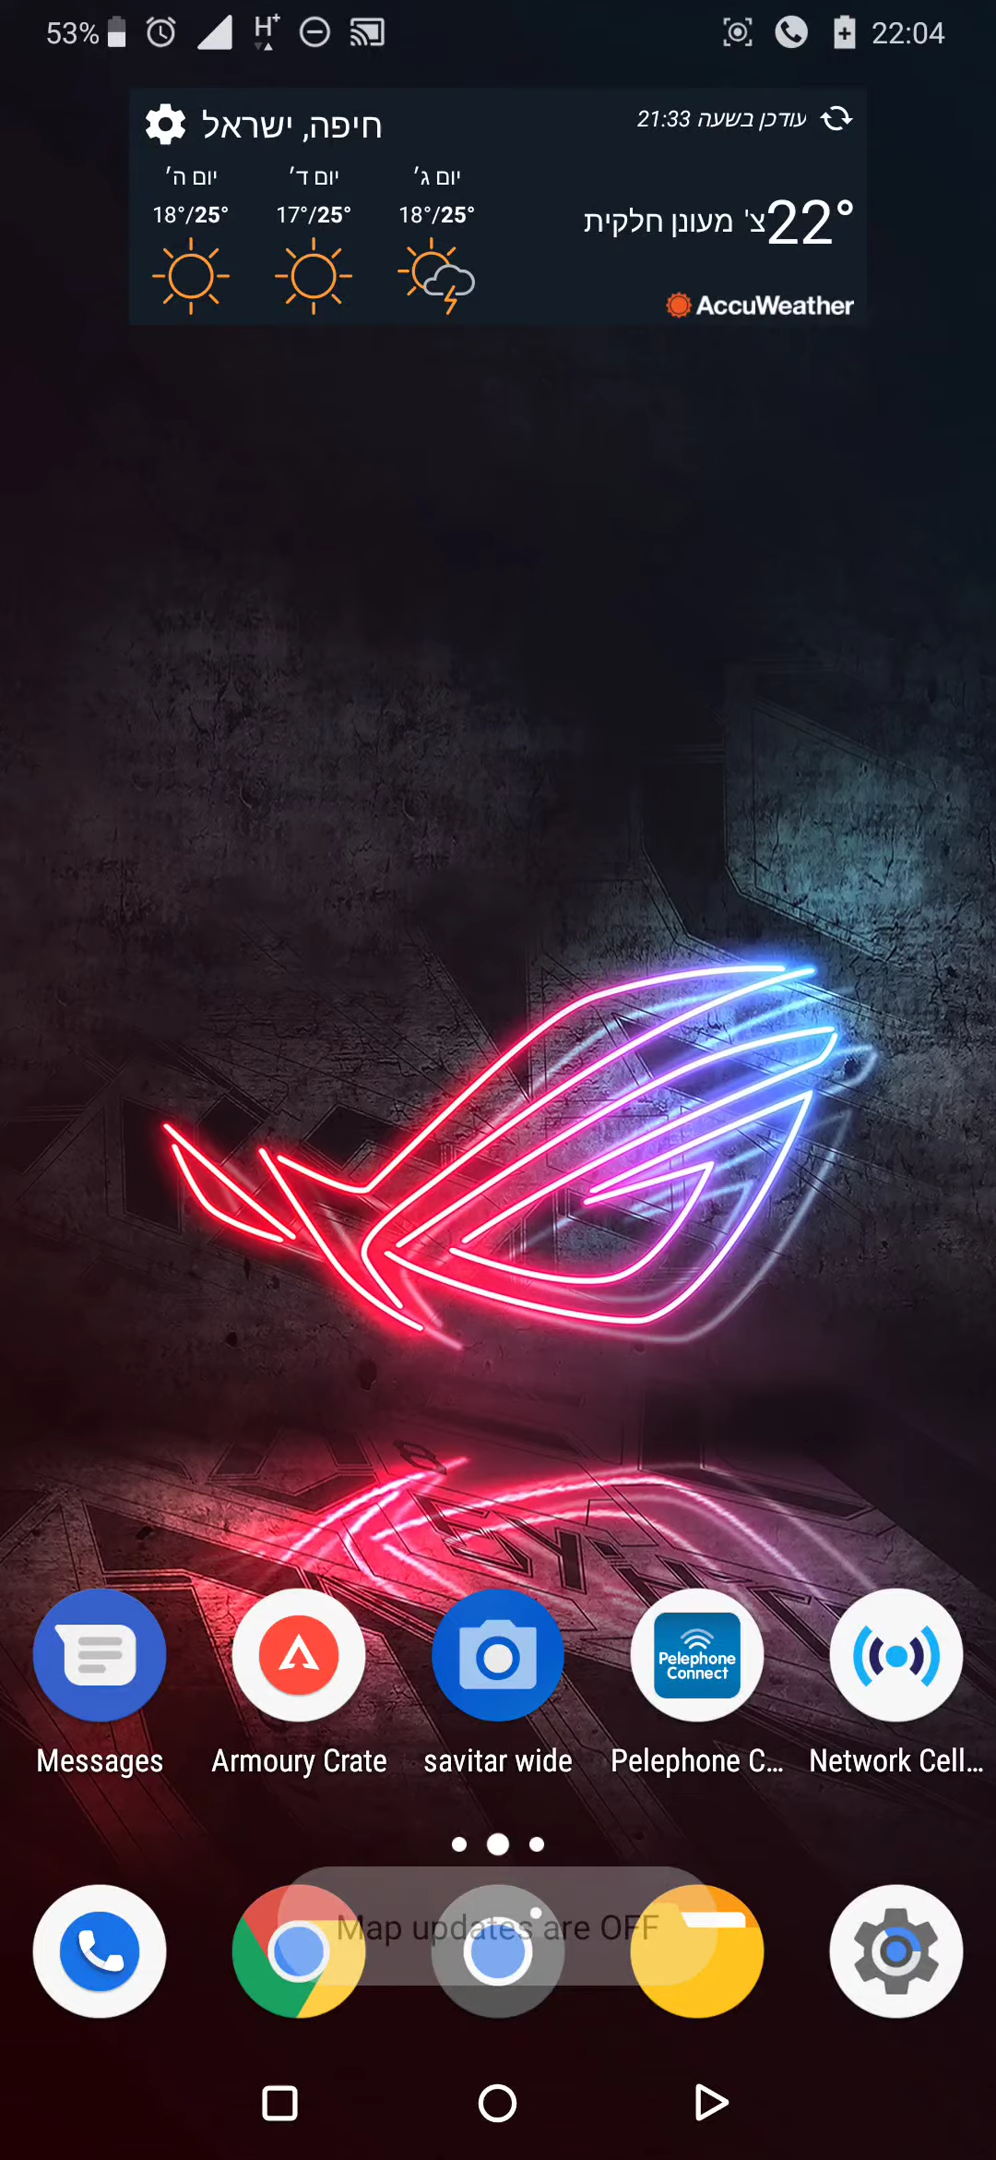 53%
H+
22:04
חיפה, ישראל
עודכן בשעה 21:33
יום ג׳
יום ד׳
יום ה׳
18°/25°
17°/25°
18°/25°
22°צ' מעונן חלקית
AccuWeather
Pelephone
Connect
Messages
Armoury Crate
savitar wide
Pelephone C...
Network Cell...
Map updates are OFF